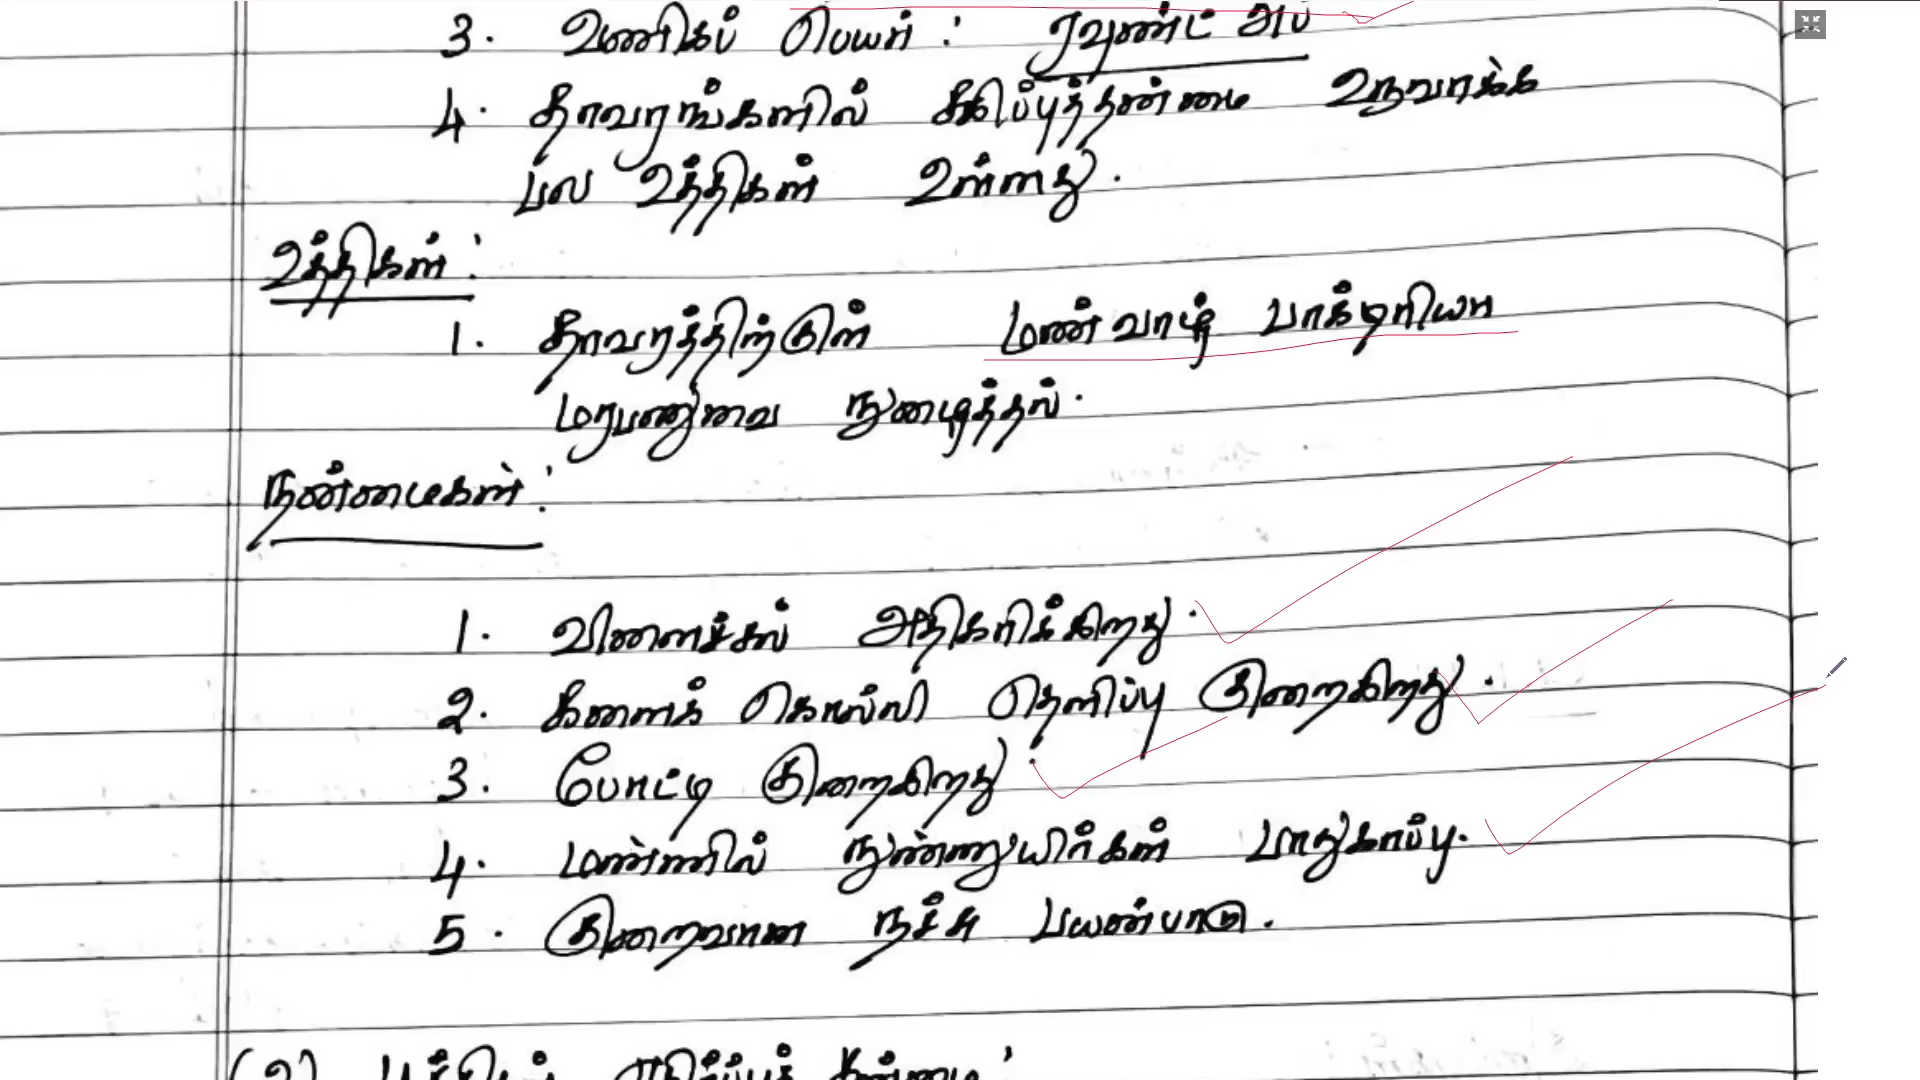 3. வணிகப் பெயர் : ரவுண்ட் அப்
4. தாவரங்களில் சகிப்புத்தன்மை உருவாக்க
பல உத்திகள் உள்ளது.
உத்திகள் :
1. தாவரத்திற்குள் மண் வாழ் பாக்டீரியா
மரபணுவை நுழைத்தல்.
நன்மைகள் :
1. விளைச்சல் அதிகரிக்கிறது.
2. களைக் கொல்லி தெளிப்பு குறைகிறது.
3. போட்டி குறைகிறது.
4. மண்ணில் நுண்ணுயிர்கள் பாதுகாப்பு.
5. குறைவான நச்சு பயன்பாடு.